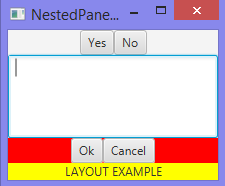 NestedPane...
Yes No
Ok Cancel
LAYOUT EXAMPLE